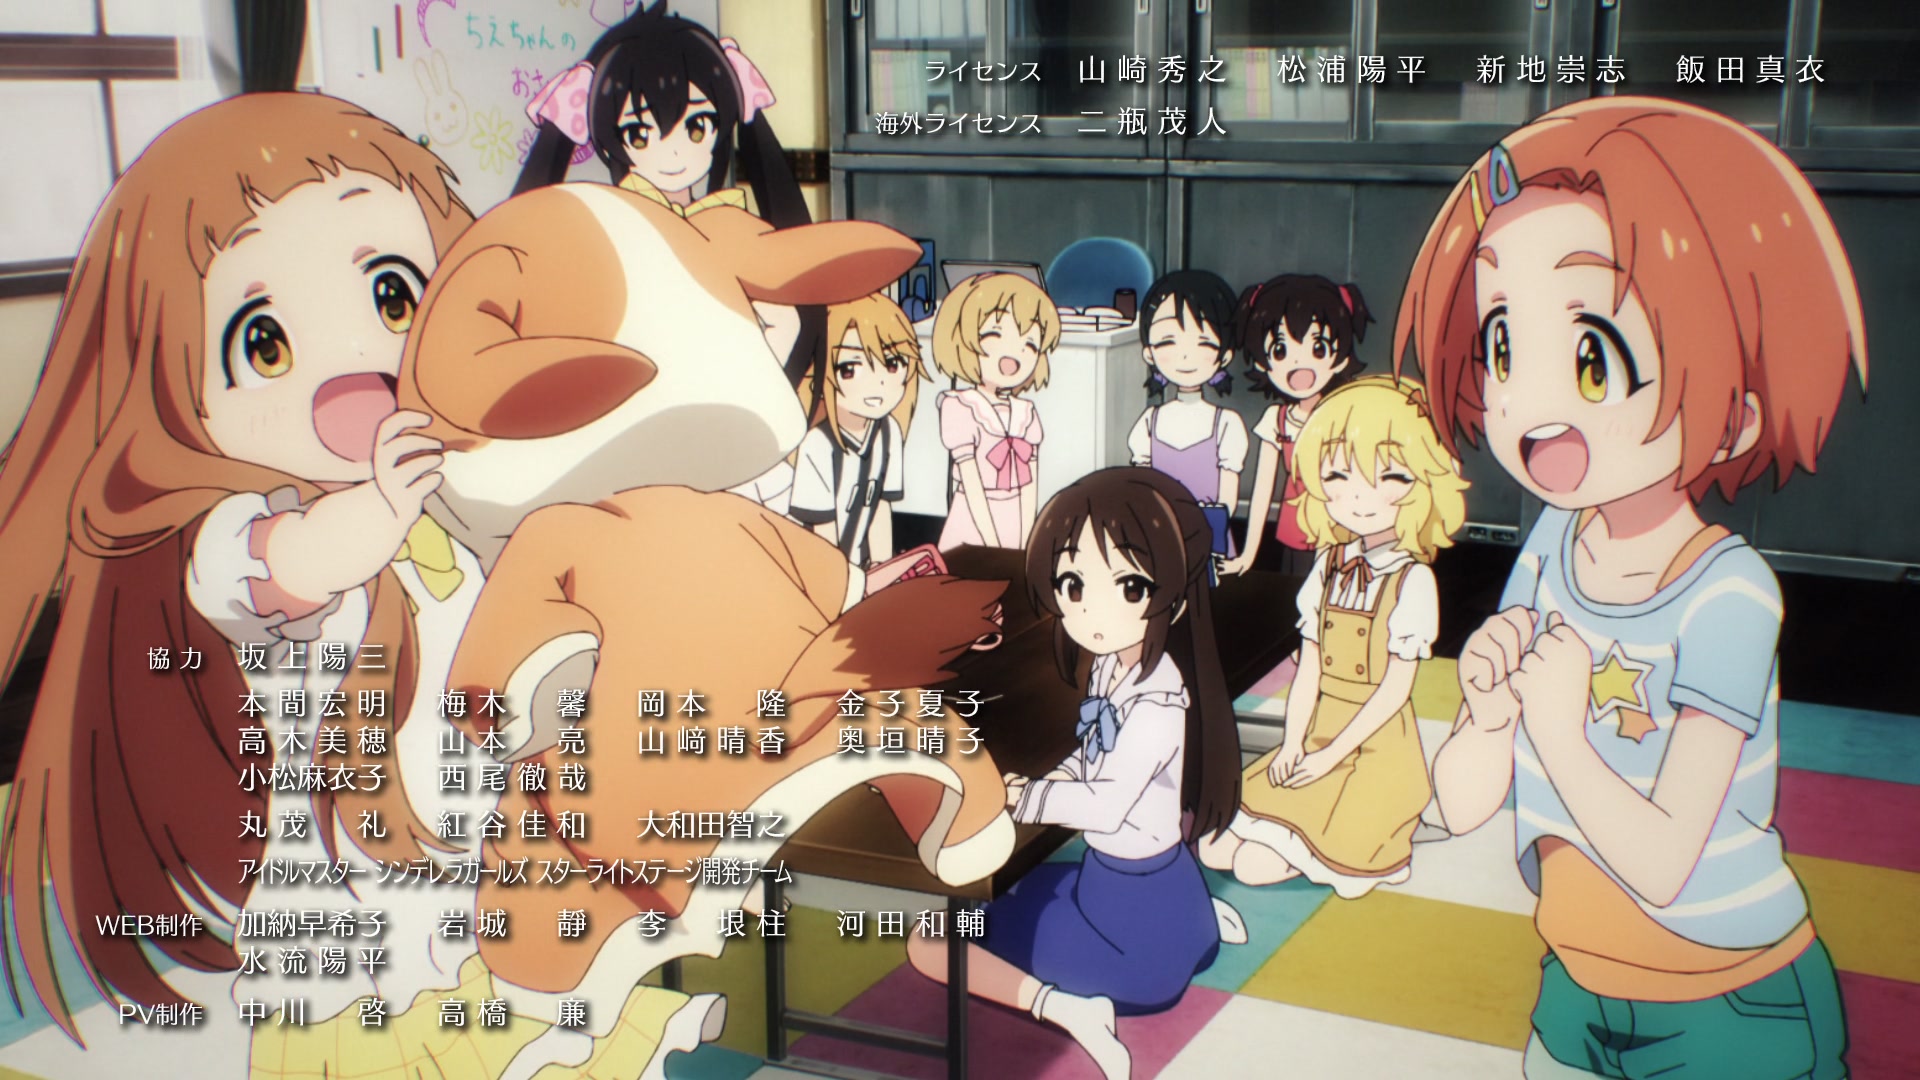 ちえちゃんの
おさ
ライセンス 山崎秀之 松浦陽平 新地崇志 飯田真衣
海外ライセンス 二瓶茂人
協力 坂上陽三
本間宏明 梅木馨 岡本隆 金子夏子
高木美穂 山本亮 山﨑晴香 奥垣晴子
小松麻衣子 西尾徹哉
丸茂礼 紅谷佳和 大和田智之
アイドルマスター シンデレラガールズ スターライトステージ開発チーム
WEB制作 加納早希子 岩城靜 李垠柱 河田和輔
水流陽平
PV制作 中川啓 高橋廉